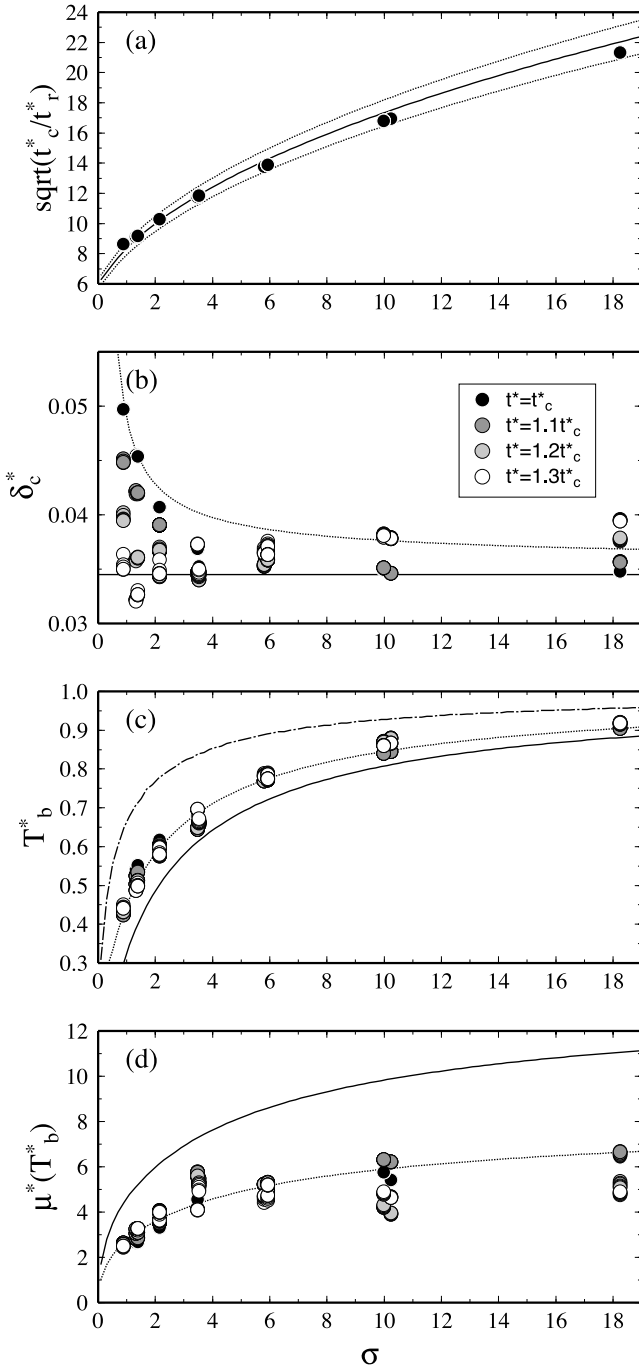 24
22
20
18
16
14
12
10
8
6
(a)
sqrt(t*c/t*r)
0 2 4 6 8 10 12 14 16 18
(b)
0.05
0.04
0.03
δc*
t*=t*c
t*=1.1t*c
t*=1.2t*c
t*=1.3t*c
0 2 4 6 8 10 12 14 16 18
(c)
1.0
0.9
0.8
0.7
0.6
0.5
0.4
0.3
T*b
0 2 4 6 8 10 12 14 16 18
(d)
12
10
8
6
4
2
0
μ*(T*b)
0 2 4 6 8 10 12 14 16 18
σ